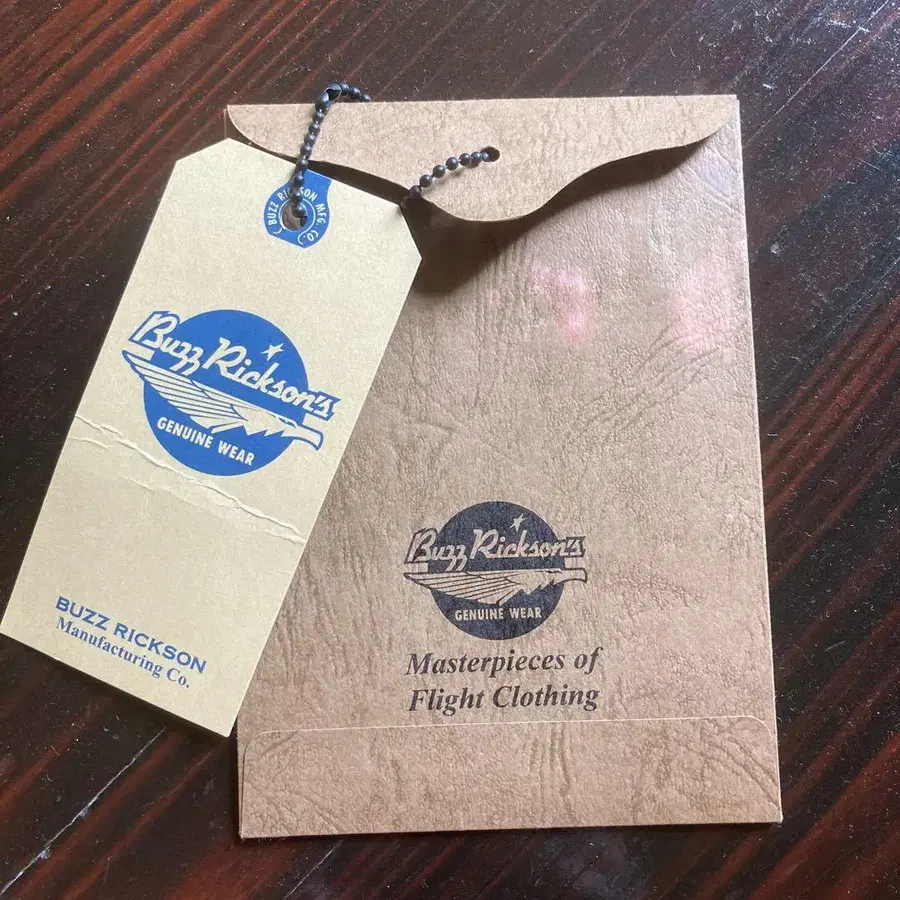 BUZZ RICKSON MFG. CO.
Buzz Rickson's
GENUINE WEAR
BUZZ RICKSON
Manufacturing Co.
Buzz Rickson's
GENUINE WEAR
Masterpieces of
Flight Clothing